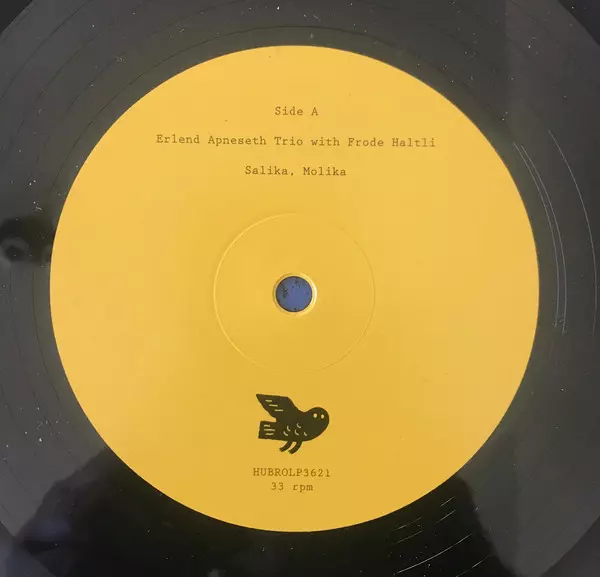 Side A
Erlend Apneseth Trio with Frode Haltli
Salika, Molika
HUBROLP3621
33 rpm